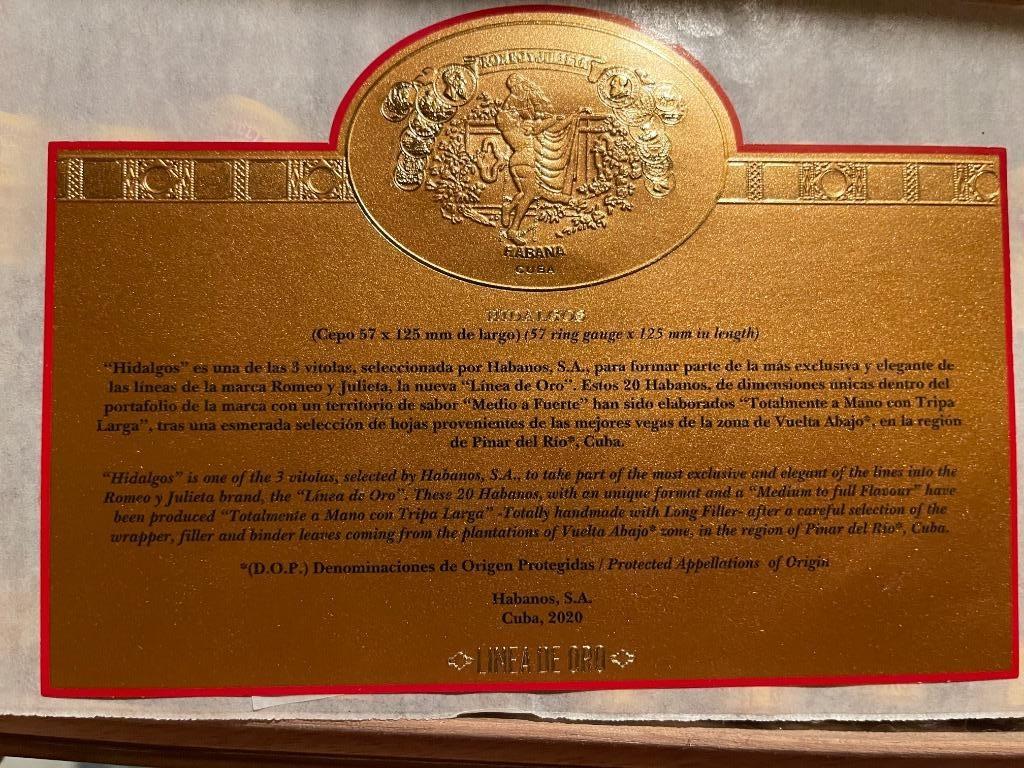 ROMEO Y JULIETA
HABANA
CUBA
HIDALGOS
(Cepo 57 x 125 mm de largo) (57 ring gauge x 125 mm in length)
“Hidalgos” es una de las 3 vitolas, seleccionada por Habanos, S.A., para formar parte de la más exclusiva y elegante de
las líneas de la marca Romeo y Julieta, la nueva “Línea de Oro”. Estos 20 Habanos, de dimensiones únicas dentro del
portafolio de la marca con un territorio de sabor “Medio a Fuerte” han sido elaborados “Totalmente a Mano con Tripa
Larga”, tras una esmerada selección de hojas provenientes de las mejores vegas de la zona de Vuelta Abajo*, en la región
de Pinar del Río*, Cuba.
“Hidalgos” is one of the 3 vitolas, selected by Habanos, S.A., to take part of the most exclusive and elegant of the lines into the
Romeo y Julieta brand, the “Línea de Oro”. These 20 Habanos, with an unique format and a “Medium to full Flavour” have
been produced “Totalmente a Mano con Tripa Larga” -Totally handmade with Long Filler- after a careful selection of the
wrapper, filler and binder leaves coming from the plantations of Vuelta Abajo* zone, in the region of Pinar del Río*, Cuba.
*(D.O.P.) Denominaciones de Origen Protegidas / Protected Appellations of Origin
Habanos, S.A.
Cuba, 2020
LINEA DE ORO